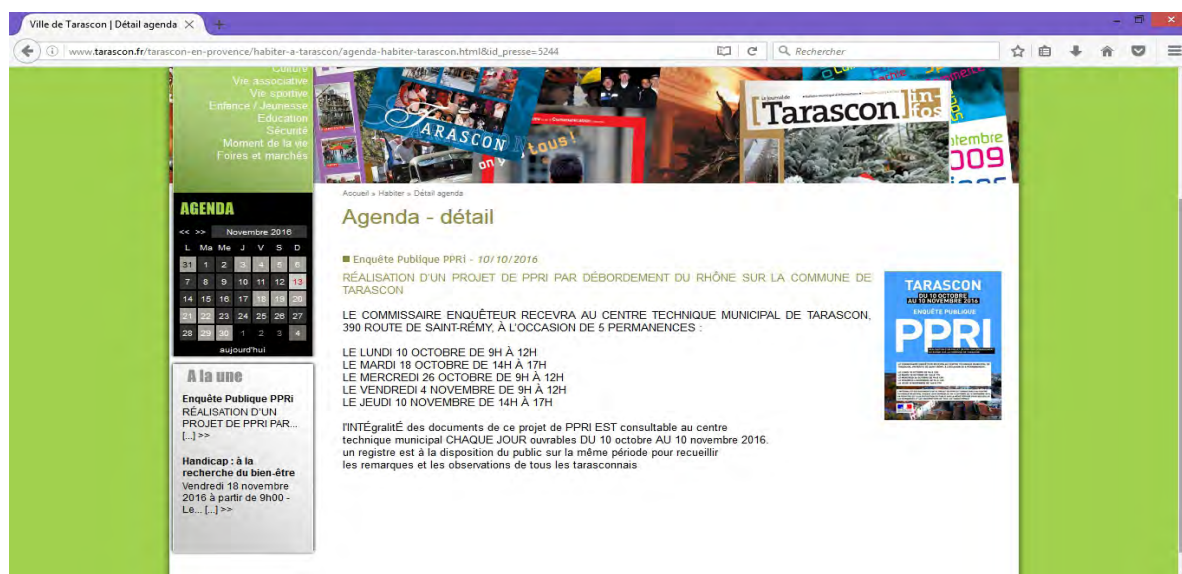 Ville de Tarascon | Détail agenda
www.tarascon.fr/tarascon-en-provence/habiter-a-tarascon/agenda-habiter-tarascon.html&id_presse=5244
Rechercher
Culture
Vie associative
Vie sportive
Enfance / Jeunesse
Education
Sécurité
Moment de la vie
Foires et marchés
TARASCON
on y
tous!
Le journal de
Tarascon in-
fos
2009
AGENDA
<< >> Novembre 2016
L Ma Me J V S D
31 1 2 3 4 5 6
7 8 9 10 11 12 13
14 15 16 17 18 19 20
21 22 23 24 25 26 27
28 29 30 1 2 3 4
aujourd'hui
A la une
Enquête Publique PPRi
RÉALISATION D'UN
PROJET DE PPRI PAR...
[...] >>
Handicap : à la
recherche du bien-être
Vendredi 18 novembre
2016 à partir de 9h00 -
Le... [...] >>
Accueil » Habiter » Détail agenda
Agenda - détail
Enquête Publique PPRi - 10/10/2016
RÉALISATION D'UN PROJET DE PPRI PAR DÉBORDEMENT DU RHÔNE SUR LA COMMUNE DE
TARASCON
LE COMMISSAIRE ENQUÊTEUR RECEVRA AU CENTRE TECHNIQUE MUNICIPAL DE TARASCON,
390 ROUTE DE SAINT-RÉMY, À L'OCCASION DE 5 PERMANENCES :
LE LUNDI 10 OCTOBRE DE 9H À 12H
LE MARDI 18 OCTOBRE DE 14H À 17H
LE MERCREDI 26 OCTOBRE DE 9H À 12H
LE VENDREDI 4 NOVEMBRE DE 9H À 12H
LE JEUDI 10 NOVEMBRE DE 14H À 17H
l'INTÉgralitÉ des documents de ce projet de PPRI EST consultable au centre
technique municipal CHAQUE JOUR ouvrables DU 10 octobre AU 10 novembre 2016.
un registre est à la disposition du public sur la même période pour recueillir
les remarques et les observations de tous les tarasconnais
TARASCON
DU 10 OCTOBRE
AU 10 NOVEMBRE 2016
ENQUÊTE PUBLIQUE
PPRI